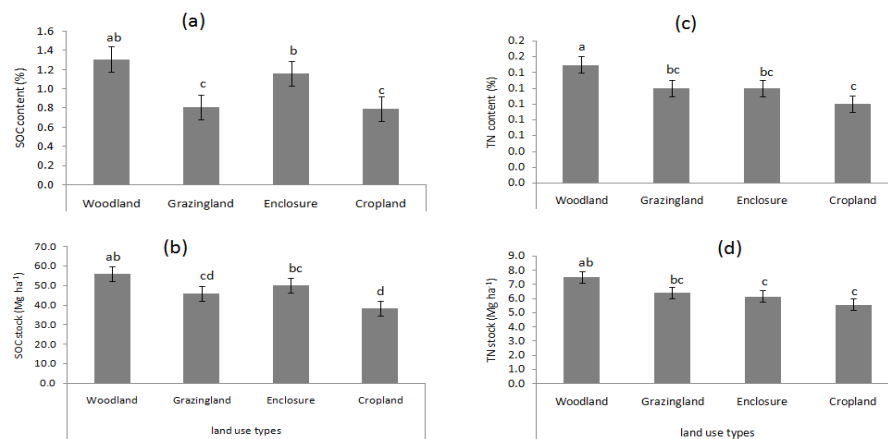 (a)
SOC content (%)
1.6
1.4
1.2
1.0
0.8
0.6
0.4
0.2
0.0
ab
c
b
c
Woodland Grazingland Enclosure Cropland
(c)
TN content (%)
0.2
0.2
0.1
0.1
0.1
0.1
0.1
0.0
0.0
0.0
a
bc
bc
c
Woodland Grazingland Enclosure Cropland
(b)
SOC stock (Mg ha⁻¹)
70.0
60.0
50.0
40.0
30.0
20.0
10.0
0.0
ab
cd
bc
d
Woodland Grazingland Enclosure Cropland
land use types
(d)
TN stock (Mg ha⁻¹)
9.0
8.0
7.0
6.0
5.0
4.0
3.0
2.0
1.0
0.0
ab
bc
c
c
Woodland Grazingland Enclosure Cropland
land use types